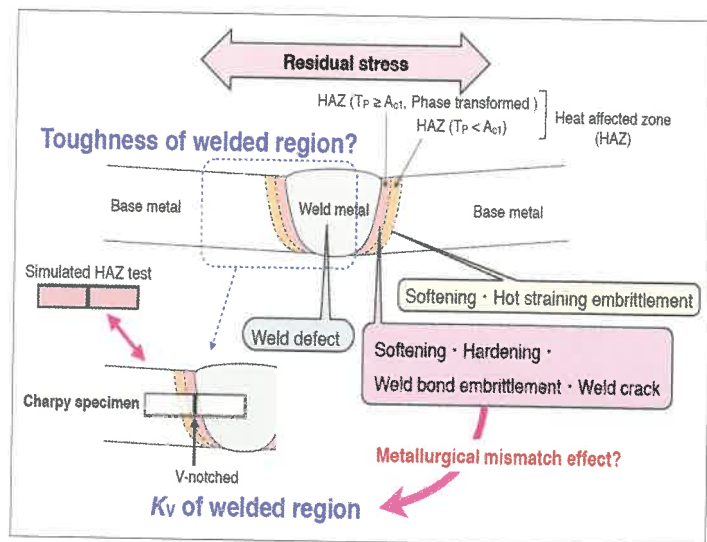 Residual stress
HAZ (TP ≥ Ac1, Phase transformed )
HAZ (TP < Ac1)
Heat affected zone
(HAZ)
Toughness of welded region?
Base metal
Weld metal
Base metal
Simulated HAZ test
Softening・Hot straining embrittlement
Weld defect
Softening・Hardening・
Weld bond embrittlement・Weld crack
Charpy specimen
V-notched
Metallurgical mismatch effect?
KV of welded region